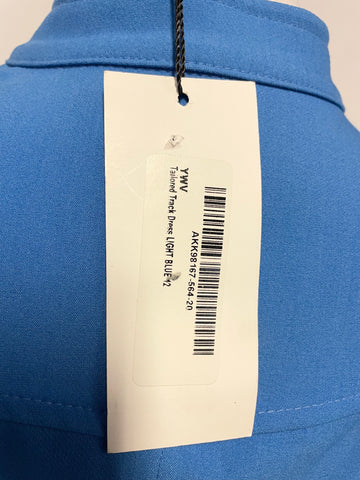 YWV
Tailored Track Dress LIGHT BLUE 12
AKK98167-564-20